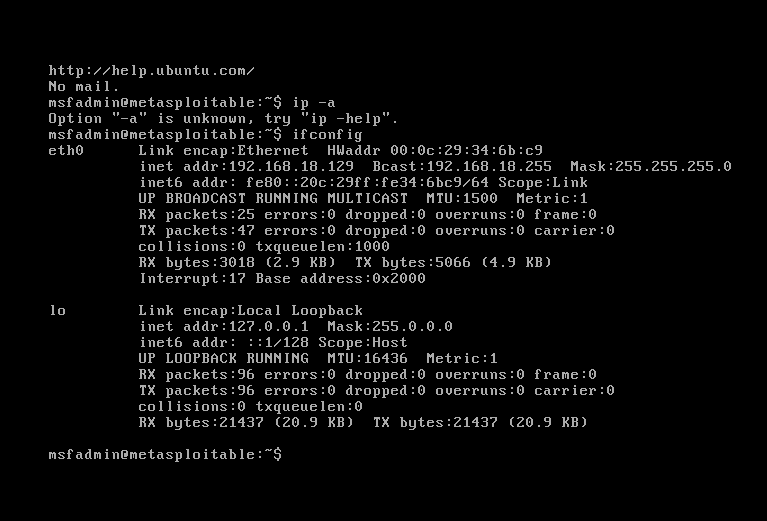 http://help.ubuntu.com/
No mail.
msfadmin@metasploitable:~$ ip -a
Option "-a" is unknown, try "ip -help".
msfadmin@metasploitable:~$ ifconfig
eth0      Link encap:Ethernet  HWaddr 00:0c:29:34:6b:c9
          inet addr:192.168.18.129  Bcast:192.168.18.255  Mask:255.255.255.0
          inet6 addr: fe80::20c:29ff:fe34:6bc9/64 Scope:Link
          UP BROADCAST RUNNING MULTICAST  MTU:1500  Metric:1
          RX packets:25 errors:0 dropped:0 overruns:0 frame:0
          TX packets:47 errors:0 dropped:0 overruns:0 carrier:0
          collisions:0 txqueuelen:1000
          RX bytes:3018 (2.9 KB)  TX bytes:5066 (4.9 KB)
          Interrupt:17 Base address:0x2000

lo        Link encap:Local Loopback
          inet addr:127.0.0.1  Mask:255.0.0.0
          inet6 addr: ::1/128 Scope:Host
          UP LOOPBACK RUNNING  MTU:16436  Metric:1
          RX packets:96 errors:0 dropped:0 overruns:0 frame:0
          TX packets:96 errors:0 dropped:0 overruns:0 carrier:0
          collisions:0 txqueuelen:0
          RX bytes:21437 (20.9 KB)  TX bytes:21437 (20.9 KB)

msfadmin@metasploitable:~$